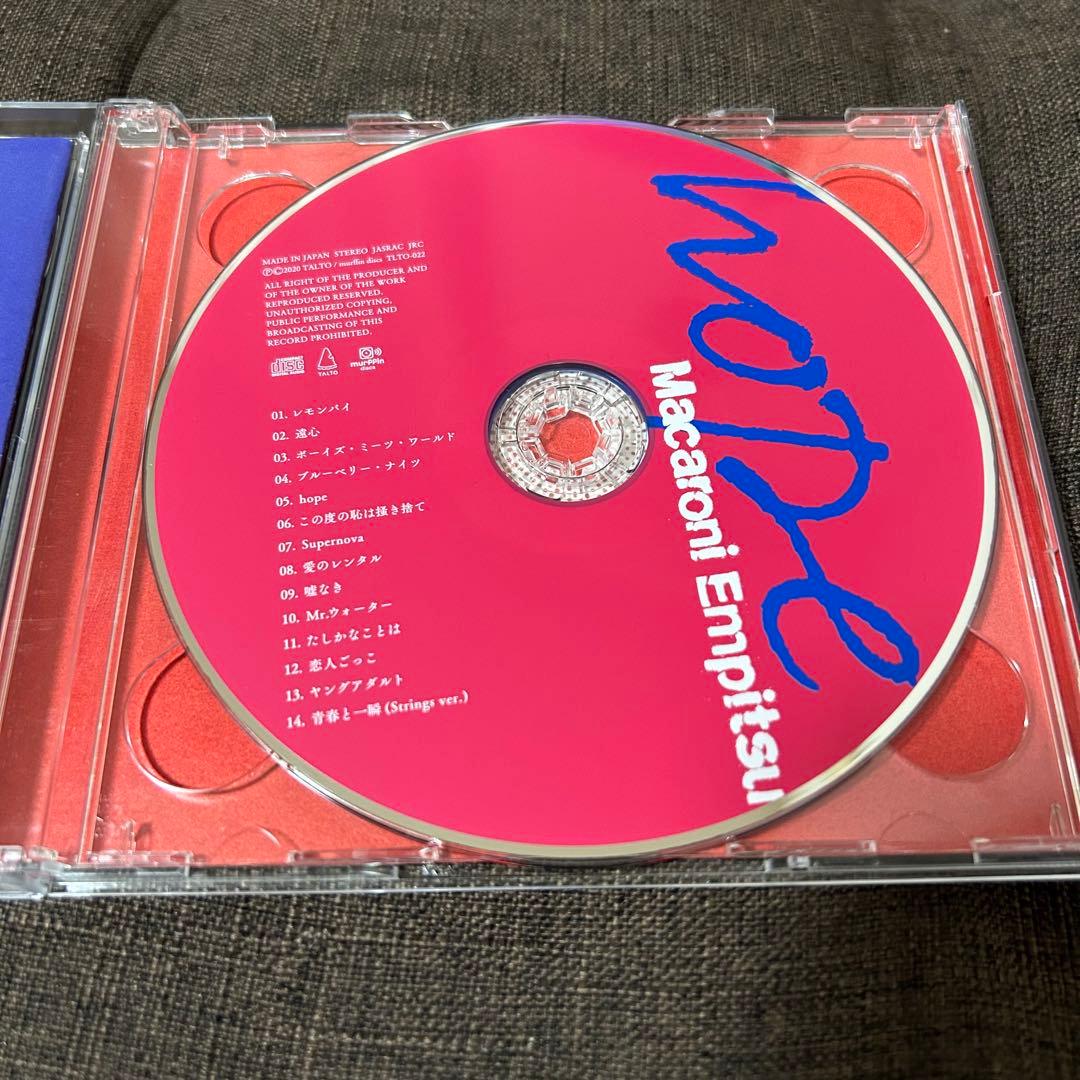 MADE IN JAPAN STEREO JASRAC JRC
ⓅⒸ2020 TALTO / murffin discs TLTO-022
ALL RIGHT OF THE PRODUCER AND
OF THE OWNER OF THE WORK
REPRODUCED RESERVED.
UNAUTHORIZED COPYING,
PUBLIC PERFORMANCE AND
BROADCASTING OF THIS
RECORD PROHIBITED.
COMPACT
disc
DIGITAL AUDIO
TALTO
murffin
discs
01. レモンパイ
02. 遠心
03. ボーイズ・ミーツ・ワールド
04. ブルーベリー・ナイツ
05. hope
06. この度の恥は掻き捨て
07. Supernova
08. 愛のレンタル
09. 嘘なき
10. Mr.ウォーター
11. たしかなことは
12. 恋人ごっこ
13. ヤングアダルト
14. 青春と一瞬 (Strings ver.)
hope
Macaroni Empitsu